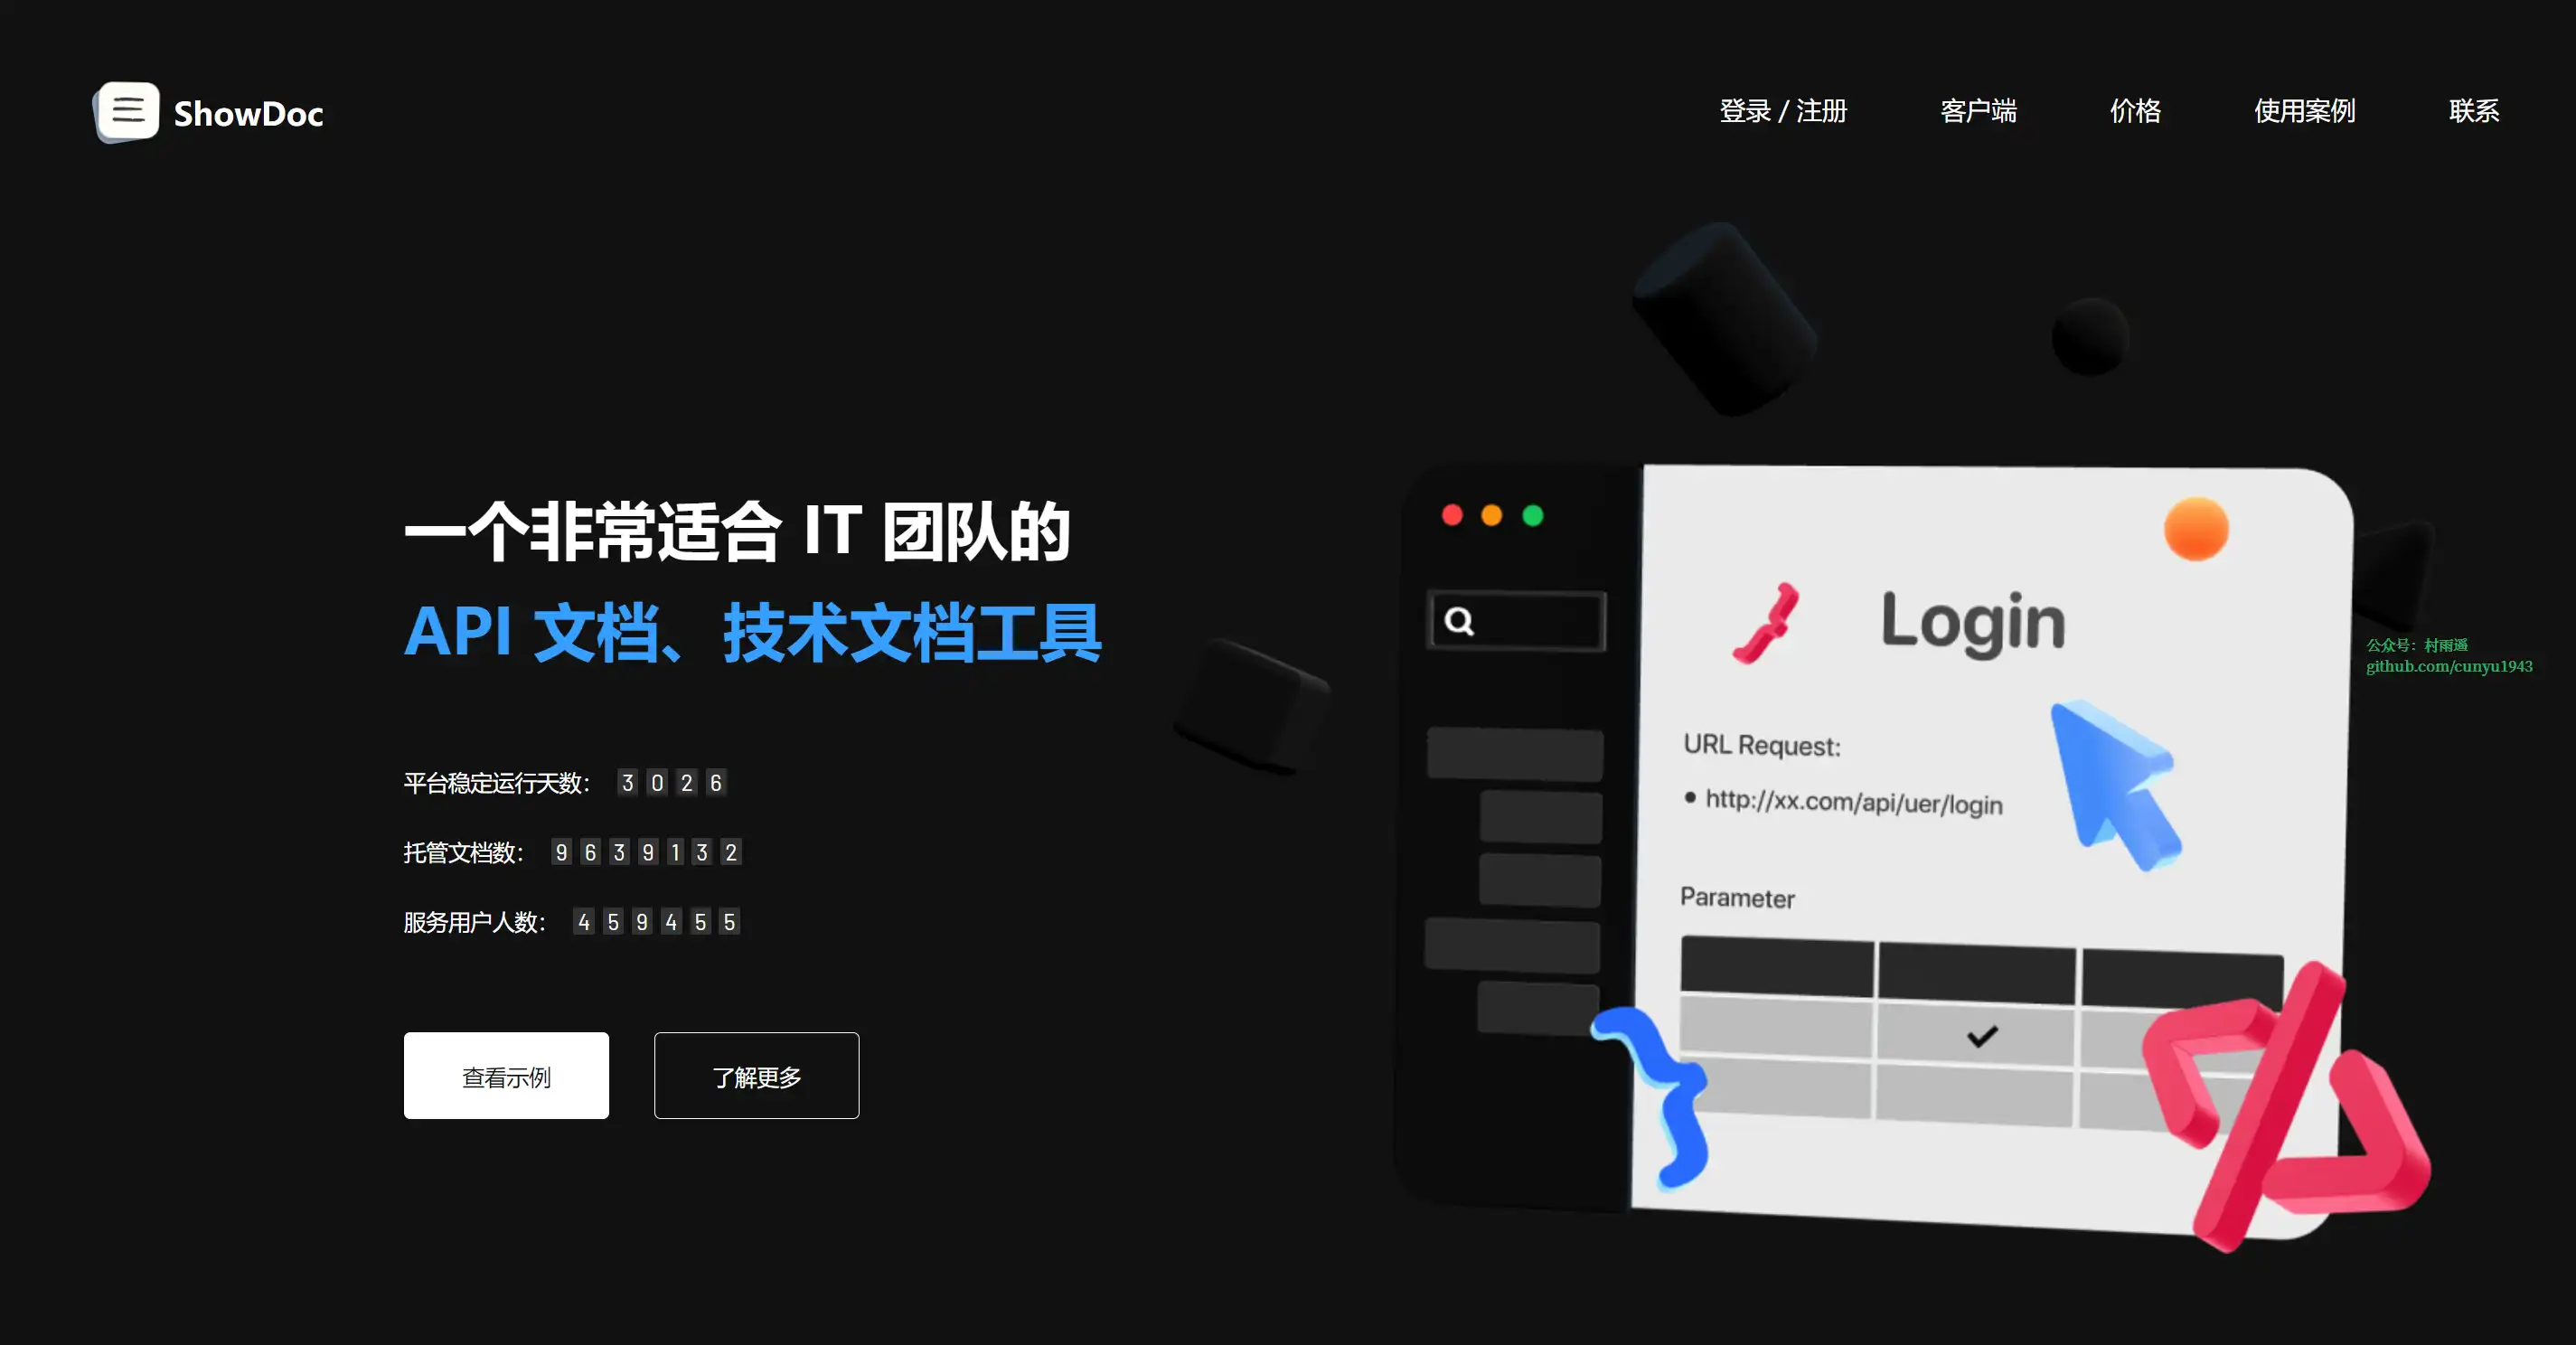 ShowDoc
登录 / 注册
客户端
价格
使用案例
联系
一个非常适合 IT 团队的
API 文档、技术文档工具
平台稳定运行天数： 3 0 2 6
托管文档数： 9 6 3 9 1 3 2
服务用户人数： 4 5 9 4 5 5
查看示例
了解更多
Login
URL Request:
• http://xx.com/api/uer/login
Parameter
公众号：村雨遥
github.com/cunyu1943